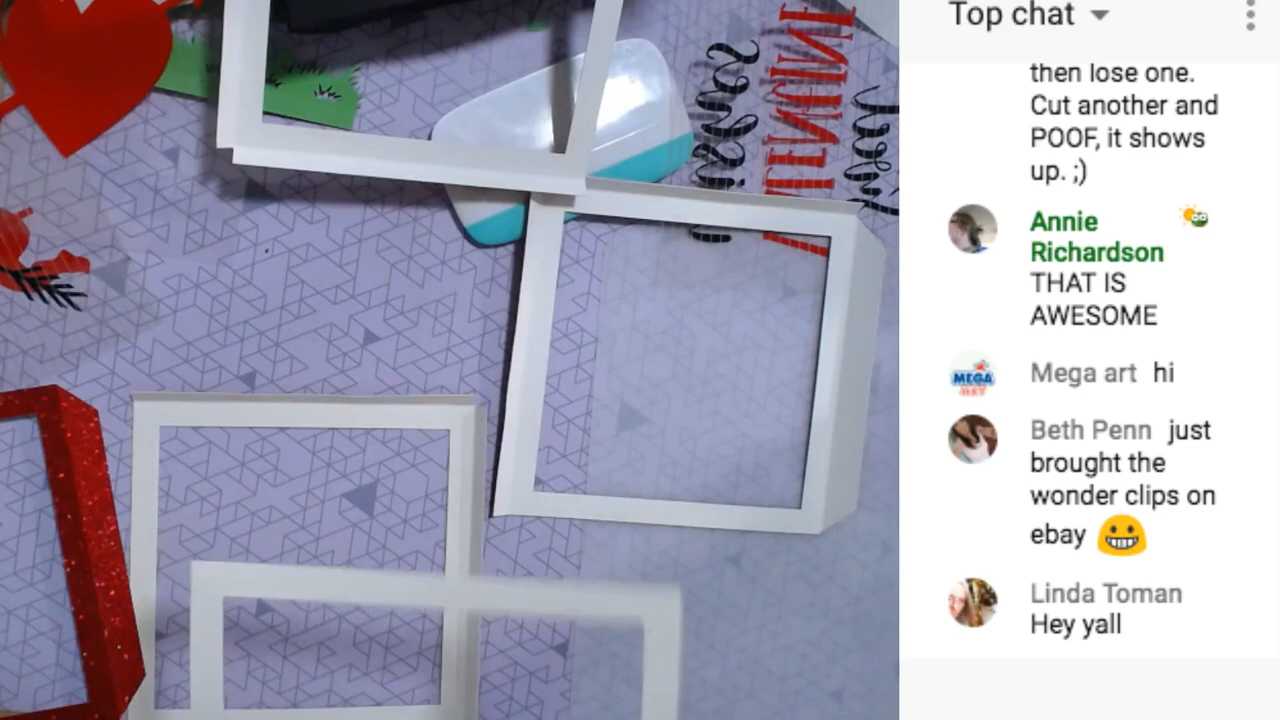 Top chat
then lose one.
Cut another and
POOF, it shows
up. ;)
Annie
Richardson
THAT IS
AWESOME
Mega art hi
MEGA
Beth Penn just
brought the
wonder clips on
ebay 😀
Linda Toman
Hey yall